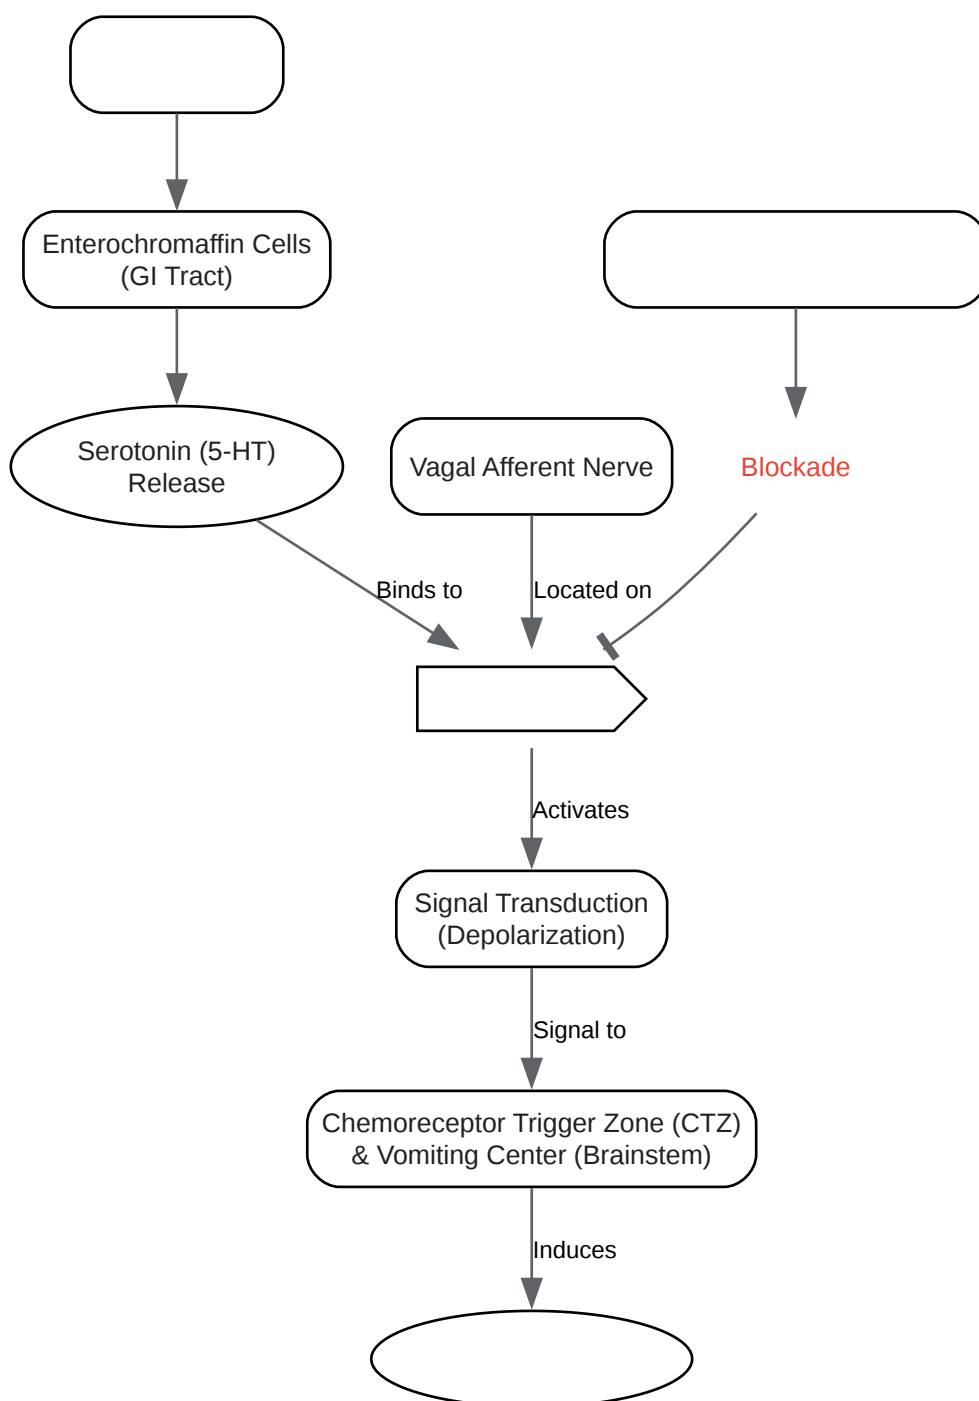 Enterochromaffin Cells
(GI Tract)
Serotonin (5-HT)
Release
Vagal Afferent Nerve
Blockade
Binds to
Located on
Activates
Signal Transduction
(Depolarization)
Signal to
Chemoreceptor Trigger Zone (CTZ)
& Vomiting Center (Brainstem)
Induces